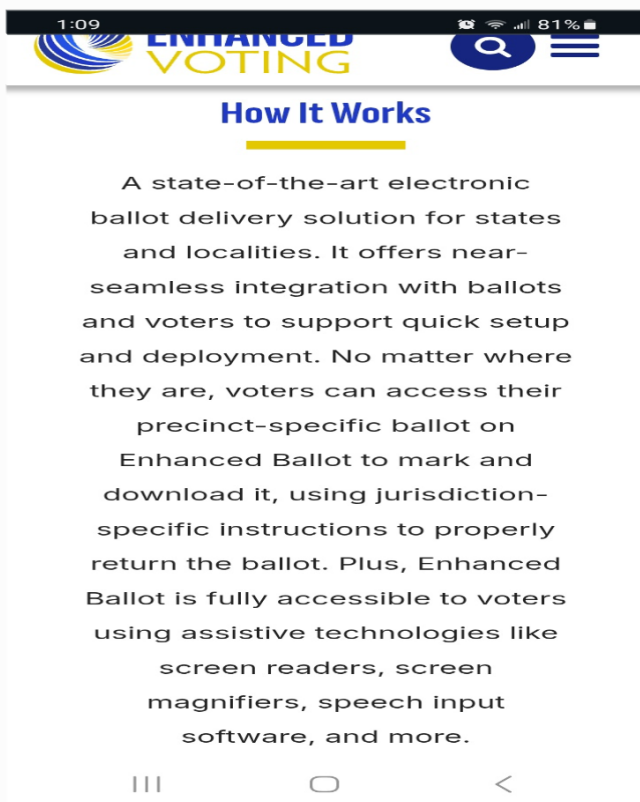 1:09 81%
ENHANCED
VOTING
How It Works
A state-of-the-art electronic
ballot delivery solution for states
and localities. It offers near-
seamless integration with ballots
and voters to support quick setup
and deployment. No matter where
they are, voters can access their
precinct-specific ballot on
Enhanced Ballot to mark and
download it, using jurisdiction-
specific instructions to properly
return the ballot. Plus, Enhanced
Ballot is fully accessible to voters
using assistive technologies like
screen readers, screen
magnifiers, speech input
software, and more.